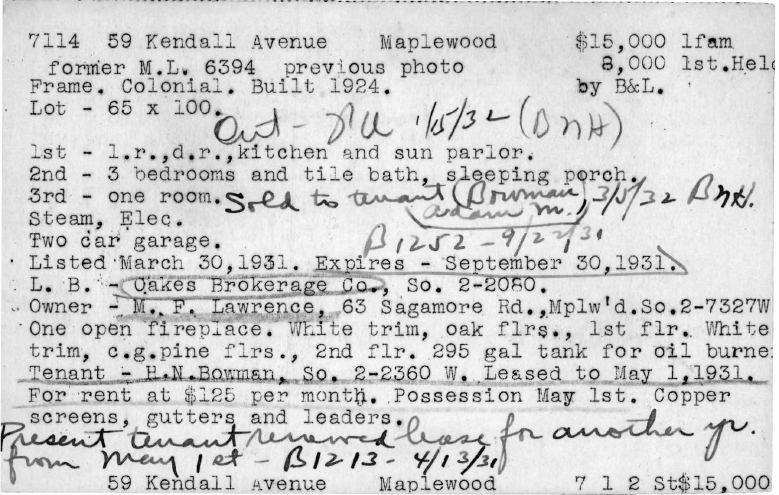 7114 59 Kendall Avenue Maplewood $15,000 1fam
former M.L. 6394 previous photo 8,000 1st.Held
Frame. Colonial. Built 1924. by B&L.
Lot - 65 x 100.
Out - 1/15/32 (BNH)
1st - l.r.,d.r.,kitchen and sun parlor.
2nd - 3 bedrooms and tile bath, sleeping porch.
3rd - one room. Sold to tenant (Bowman, 3/5/32 BNH.
Adam M.)
Steam, Elec.
Two car garage. B1252 - 9/22/31
Listed March 30,1931. Expires - September 30,1931.
L. B. - Oakes Brokerage Co., So. 2-2080.
Owner - M. F. Lawrence, 63 Sagamore Rd.,Mplw'd.So.2-7327W
One open fireplace. White trim, oak flrs., 1st flr. White
trim, c.g.pine flrs., 2nd flr. 295 gal tank for oil burne
Tenant - H.N.Bowman, So. 2-2360 W. Leased to May 1,1931.
For rent at $125 per month. Possession May 1st. Copper
screens, gutters and leaders.
Present tenant renewed lease for another yr.
from May 1st - B1213 - 4/13/31
59 Kendall Avenue Maplewood 7 1 2 St$15,000